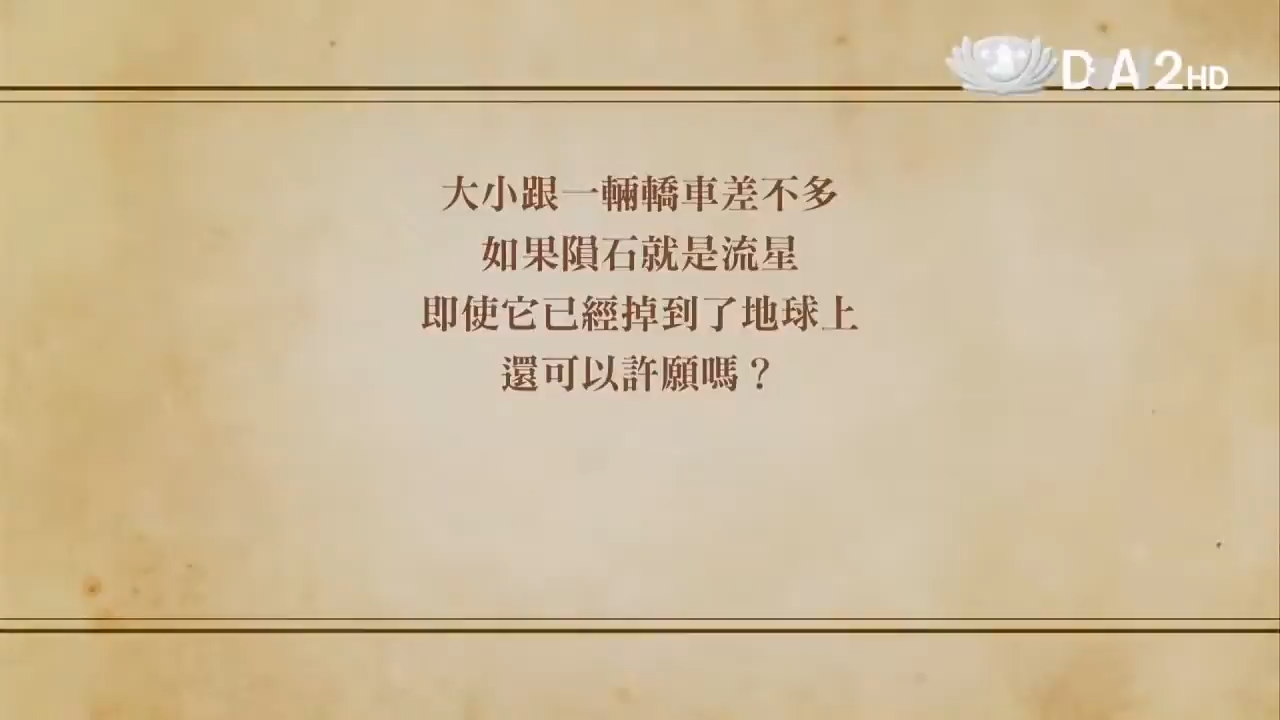 大小跟一輛轎車差不多
如果隕石就是流星
即使它已經掉到了地球上
還可以許願嗎？
2HD